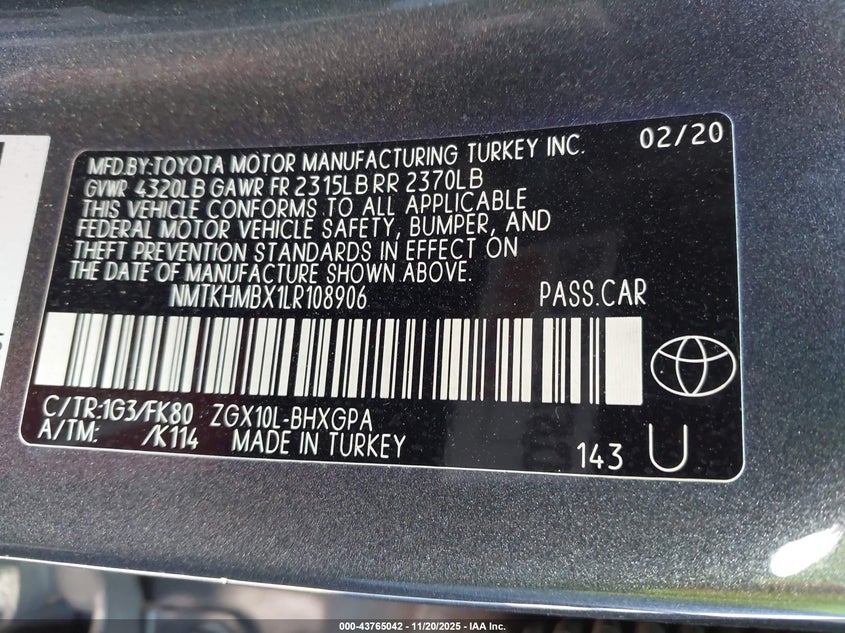 MFD.BY:TOYOTA MOTOR MANUFACTURING TURKEY INC. 02/20
GVWR 4320LB GAWR FR 2315LB RR 2370LB
THIS VEHICLE CONFORMS TO ALL APPLICABLE
FEDERAL MOTOR VEHICLE SAFETY, BUMPER, AND
THEFT PREVENTION STANDARDS IN EFFECT ON
THE DATE OF MANUFACTURE SHOWN ABOVE.
NMTKHMBX1LR108906 PASS.CAR
C/TR:1G3/FK80 ZGX10L-BHXGPA
A/TM: /K114 MADE IN TURKEY
143 U
000-43765042 - 11/20/2025 - IAA Inc.